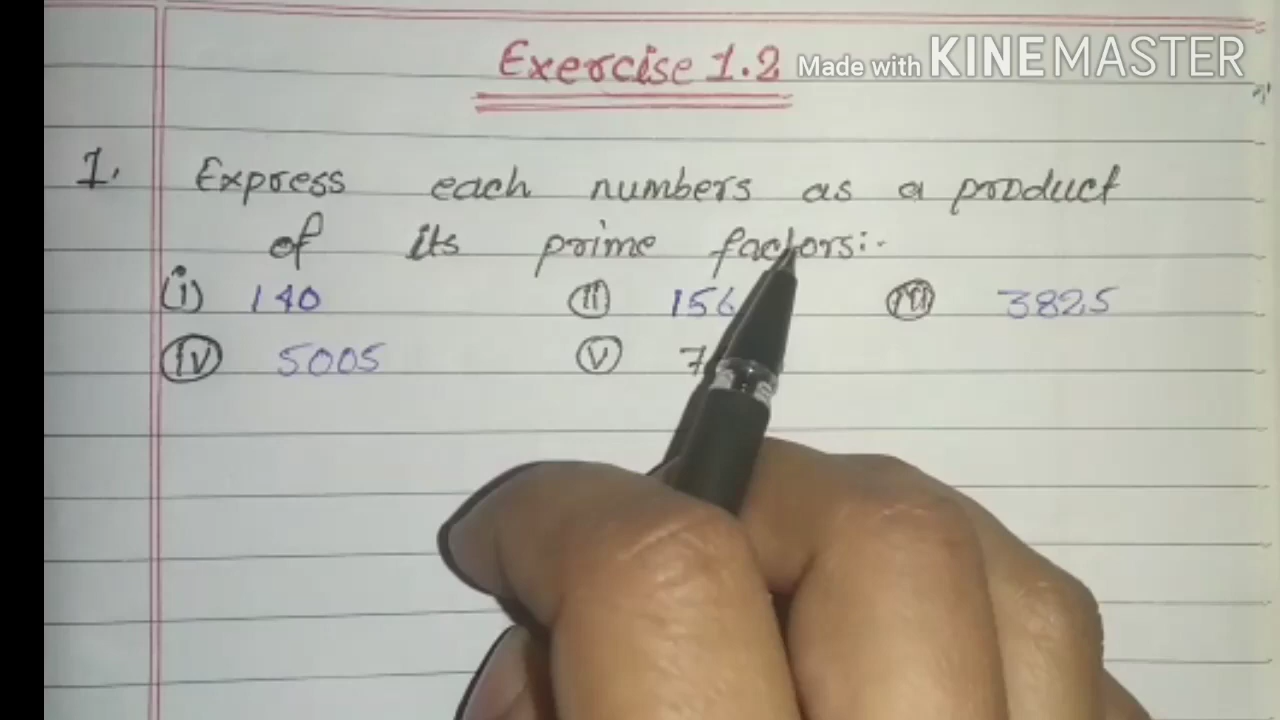 Exercise 1.2
Made with KINEMASTER
1. Express each numbers as a product
of its prime factors:-
(i) 140 (ii) 156 (iii) 3825
(iv) 5005 (v)